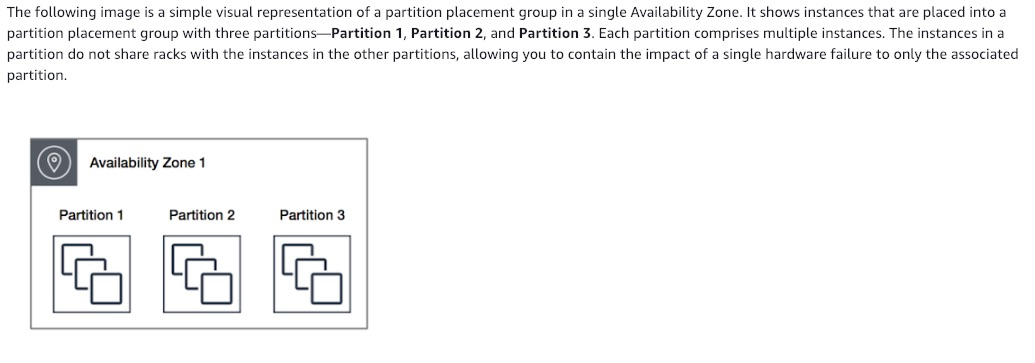 The following image is a simple visual representation of a partition placement group in a single Availability Zone. It shows instances that are placed into a
partition placement group with three partitions—Partition 1, Partition 2, and Partition 3. Each partition comprises multiple instances. The instances in a
partition do not share racks with the instances in the other partitions, allowing you to contain the impact of a single hardware failure to only the associated
partition.
Availability Zone 1
Partition 1
Partition 2
Partition 3